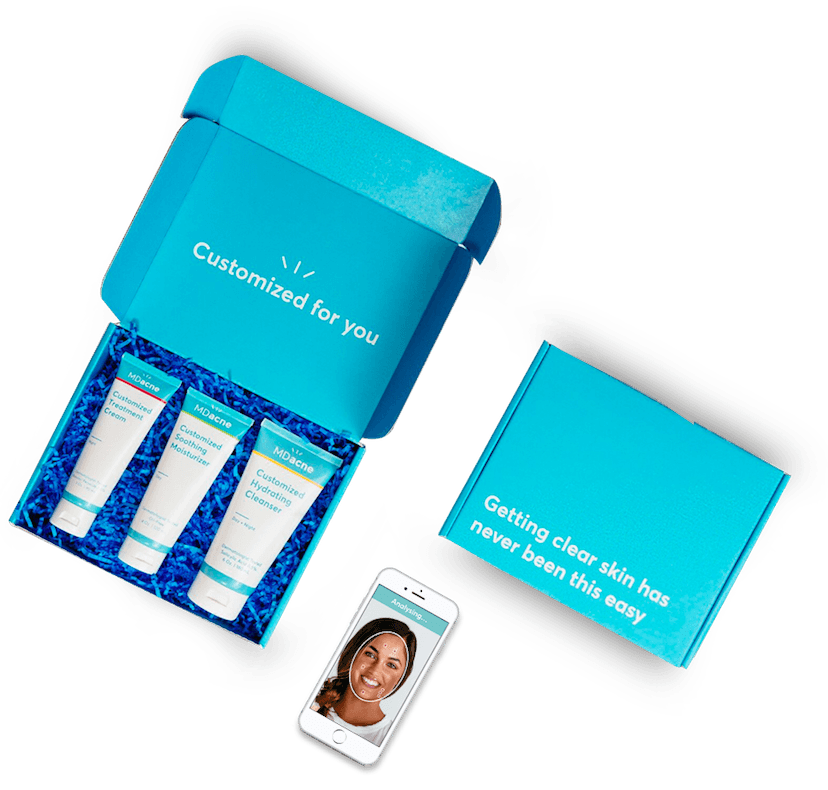 Customized for you
MDacne
Customized
Treatment
Cream
MDacne
Customized
Soothing
Moisturizer
MDacne
Customized
Hydrating
Cleanser
Day + Night
Getting clear skin has
never been this easy
Analysing...